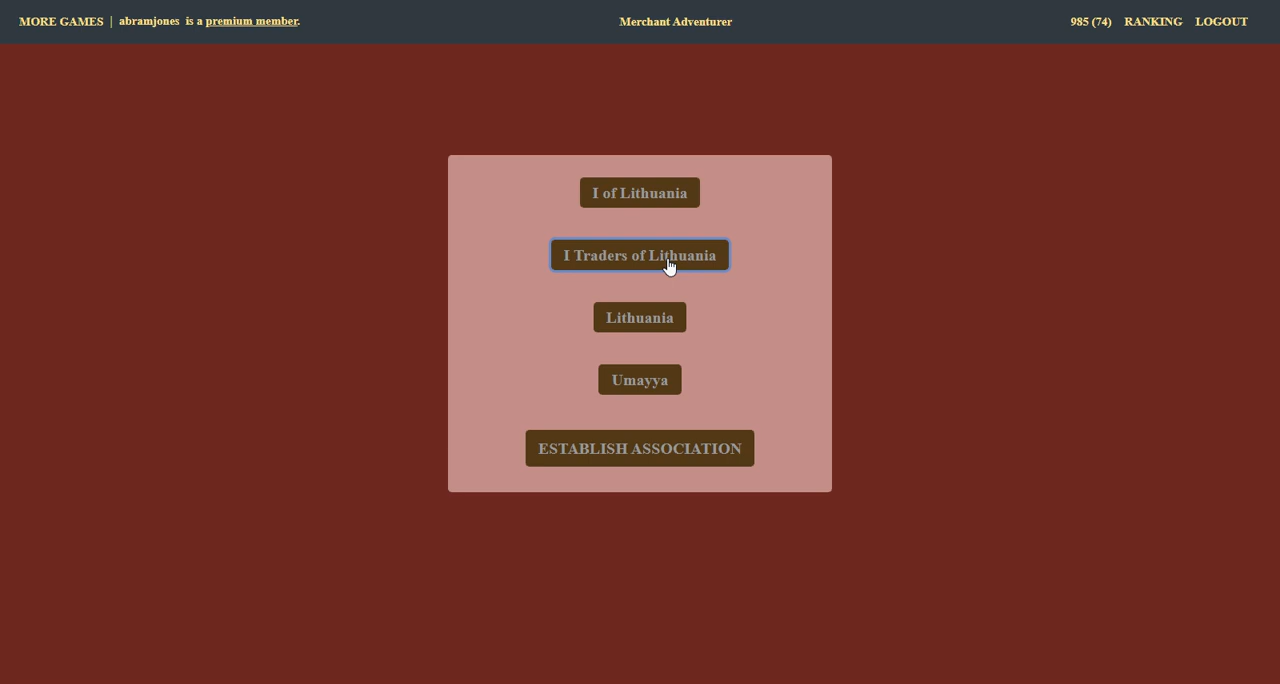 MORE GAMES | abramjones is a premium member.
Merchant Adventurer
985 (74) RANKING LOGOUT
I of Lithuania
I Traders of Lithuania
Lithuania
Umayya
ESTABLISH ASSOCIATION